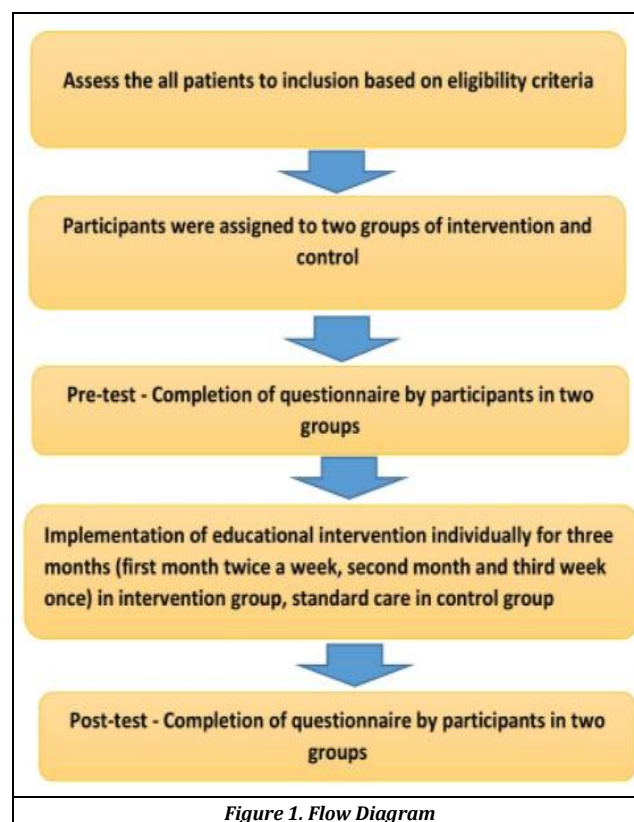 Assess the all patients to inclusion based on eligibility criteria
Participants were assigned to two groups of intervention and
control
Pre-test - Completion of questionnaire by participants in two
groups
Implementation of educational intervention individually for three
months (first month twice a week, second month and third week
once) in intervention group, standard care in control group
Post-test - Completion of questionnaire by participants in two
groups
Figure 1. Flow Diagram